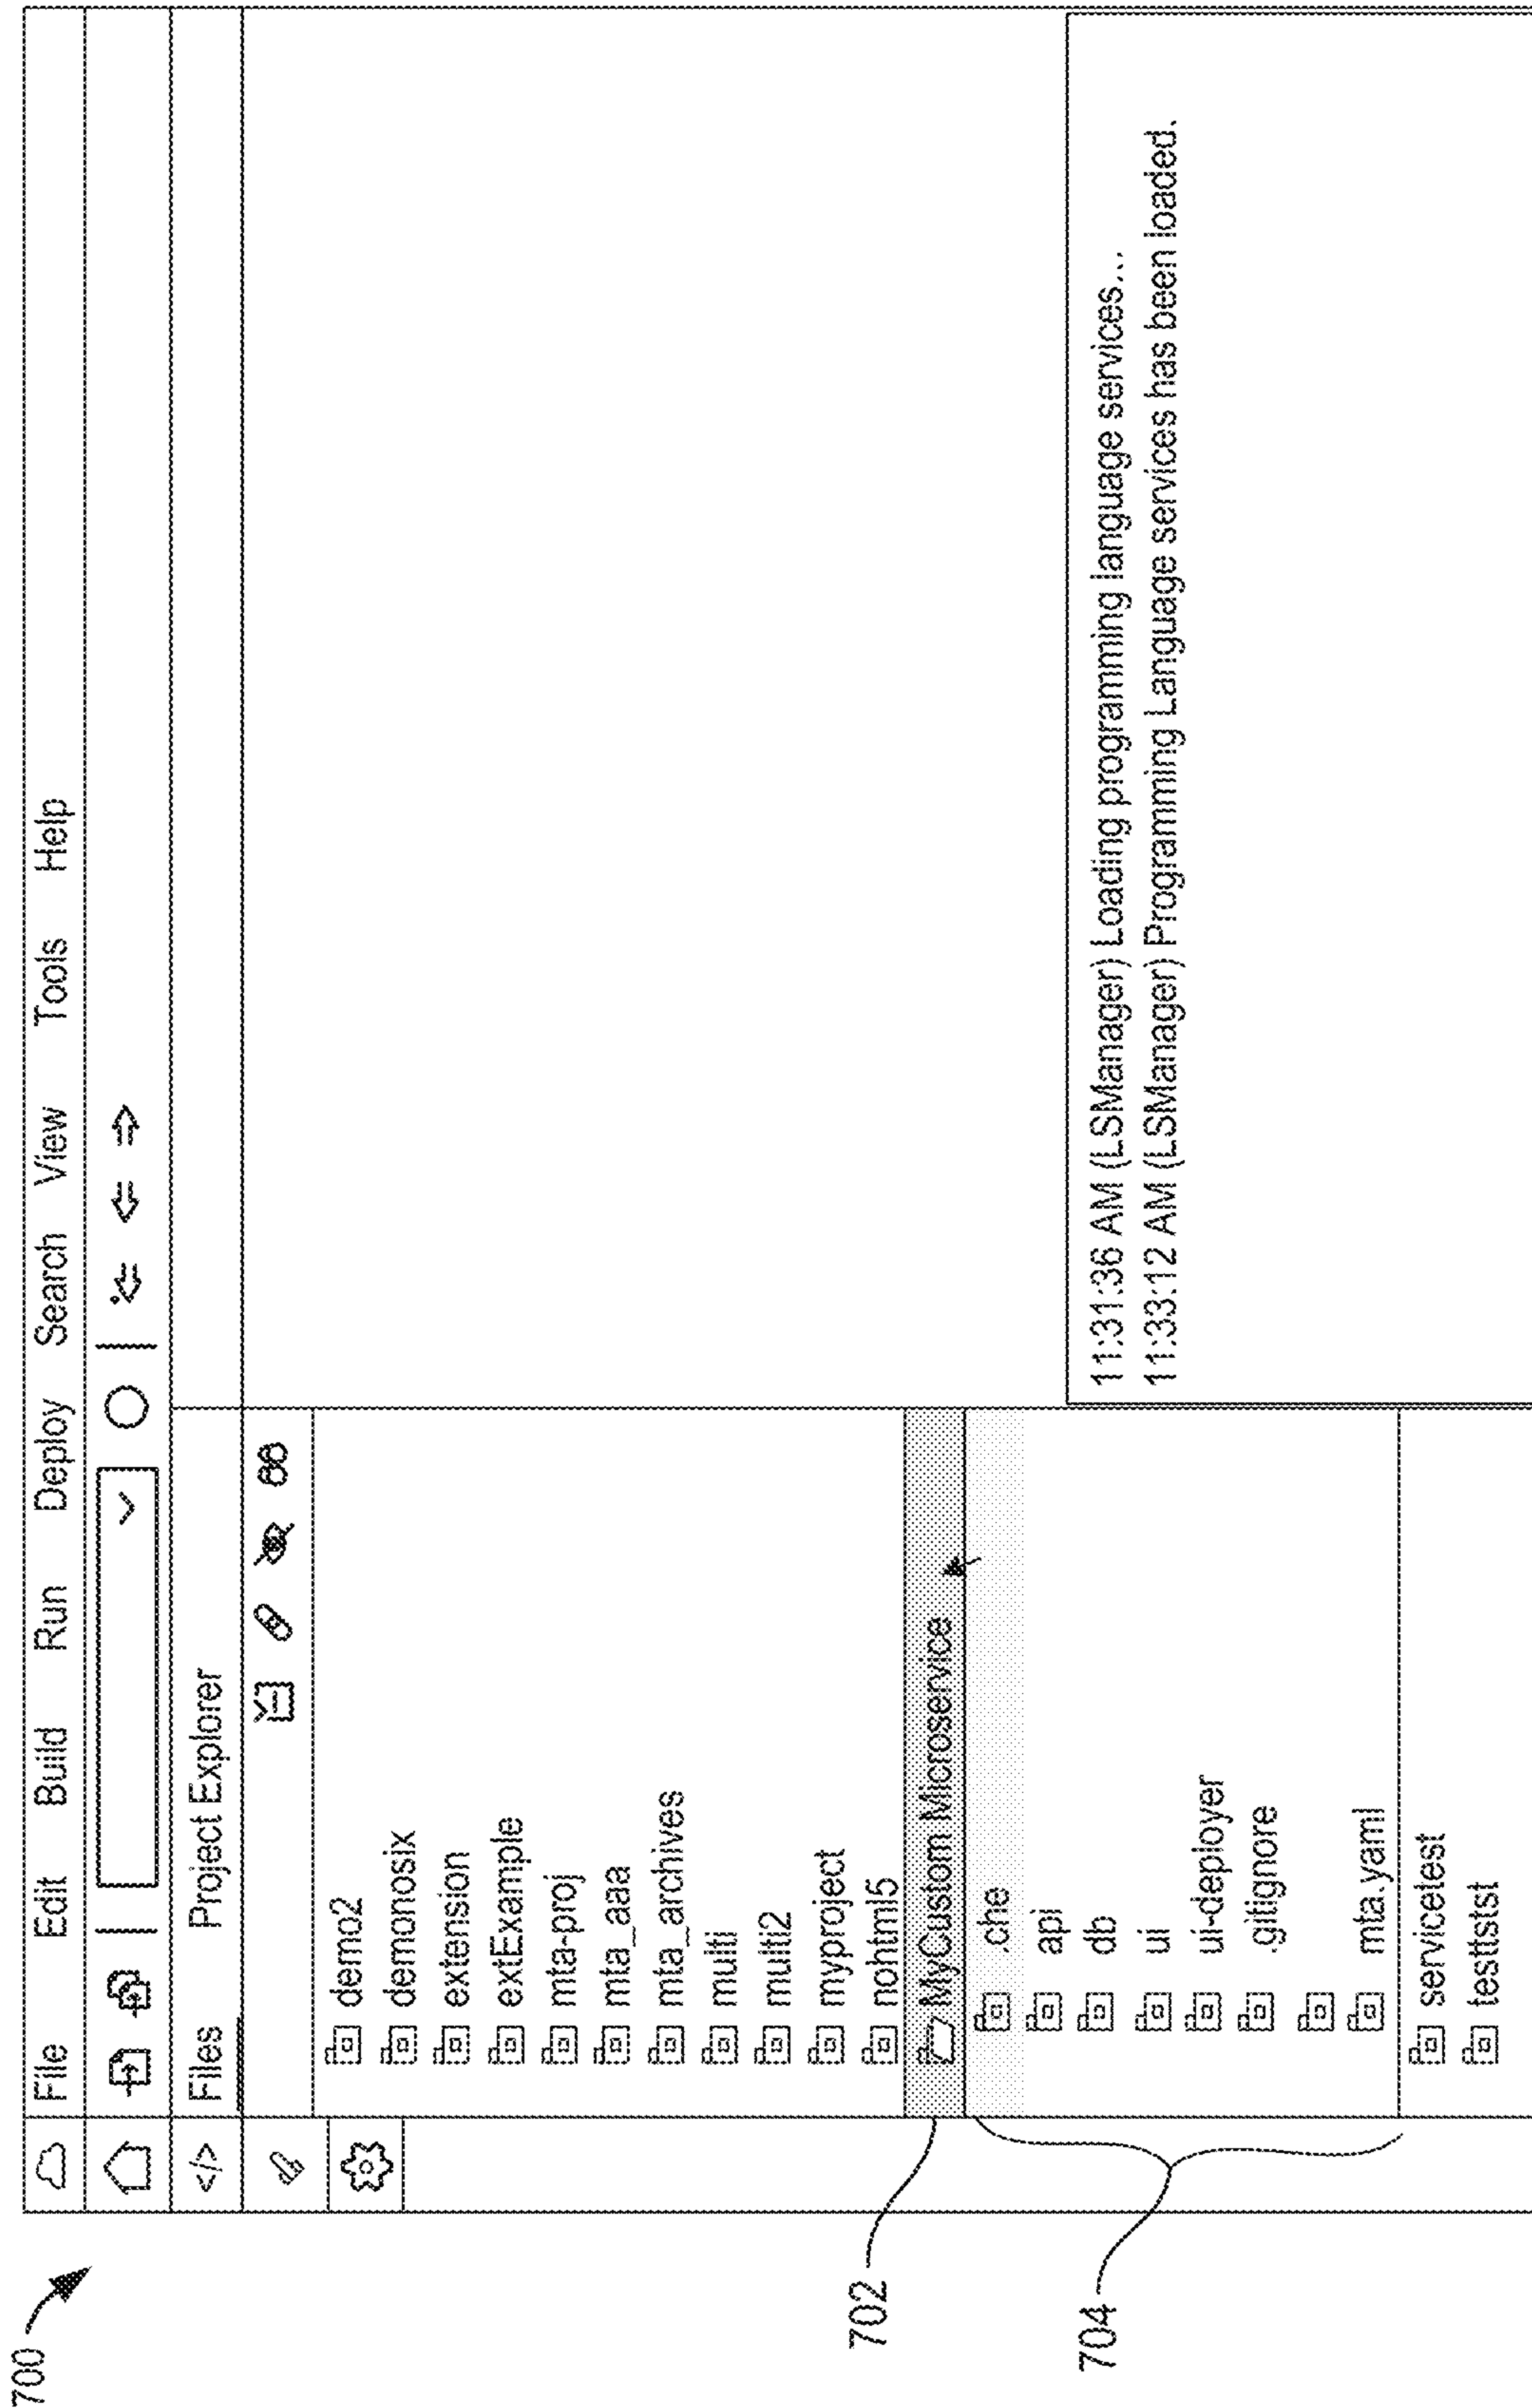 700
File Edit Build Run Deploy Search View Tools Help
</> Files Project Explorer
demo2
demonosix
extension
extExample
mta-proj
mta_aaa
mta_archives
multi
multi2
myproject
nohtml5
702
MyCustom Microservice
704
.che
api
db
ui
ui-deployer
.gitignore
mta.yaml
servicetest
testtstst
11:31:36 AM (LSManager) Loading programming language services...
11:33:12 AM (LSManager) Programming Language services has been loaded.